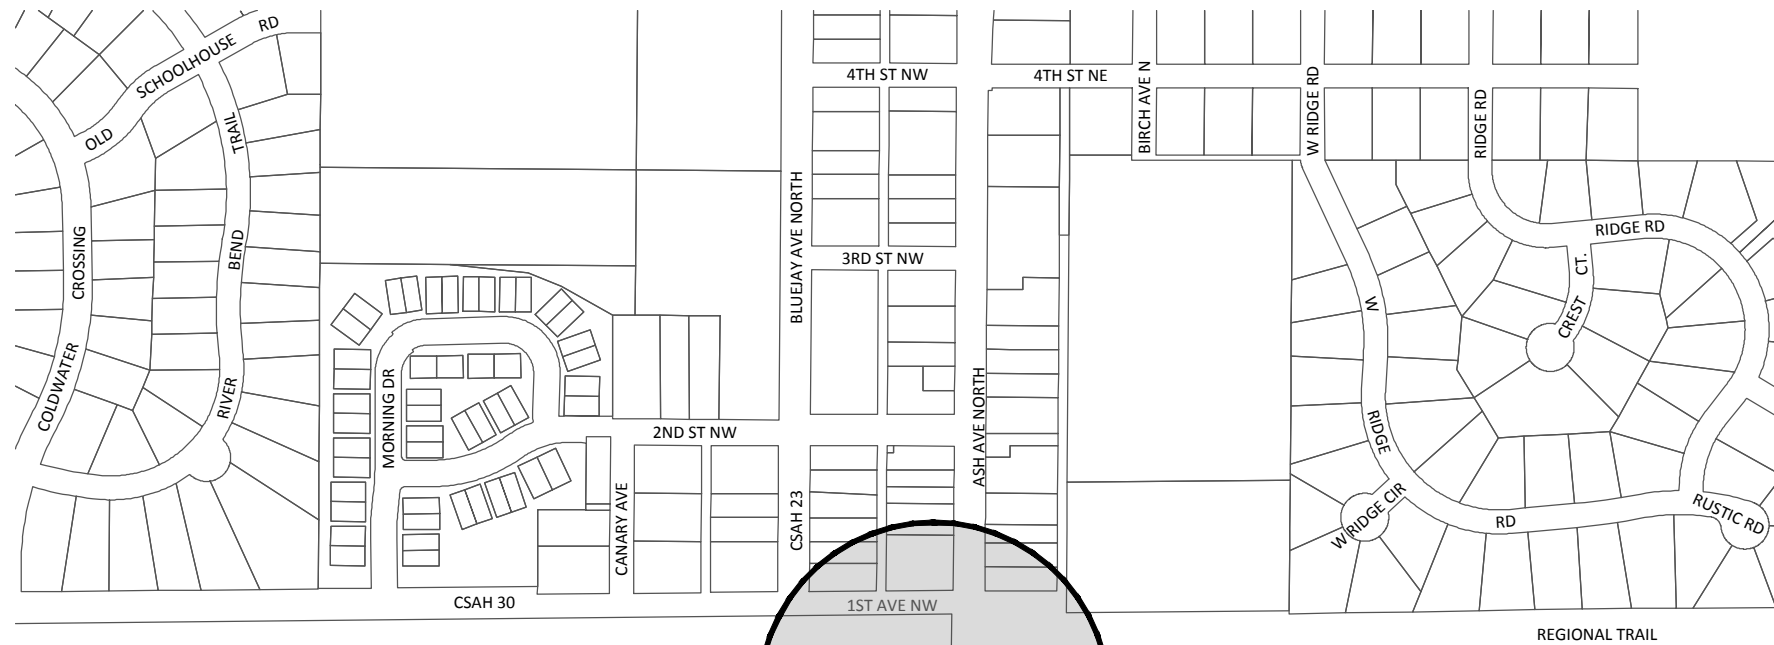 OLD SCHOOLHOUSE RD
4TH ST NW
4TH ST NE
BIRCH AVE N
W RIDGE RD
RIDGE RD
RIVER BEND TRAIL
COLDWATER CROSSING
BLUEJAY AVE NORTH
3RD ST NW
RIDGE RD
CREST CT.
W RIDGE RD
MORNING DR
2ND ST NW
ASH AVE NORTH
CANARY AVE
CSAH 23
W RIDGE CIR
RUSTIC RD
CSAH 30
1ST AVE NW
REGIONAL TRAIL